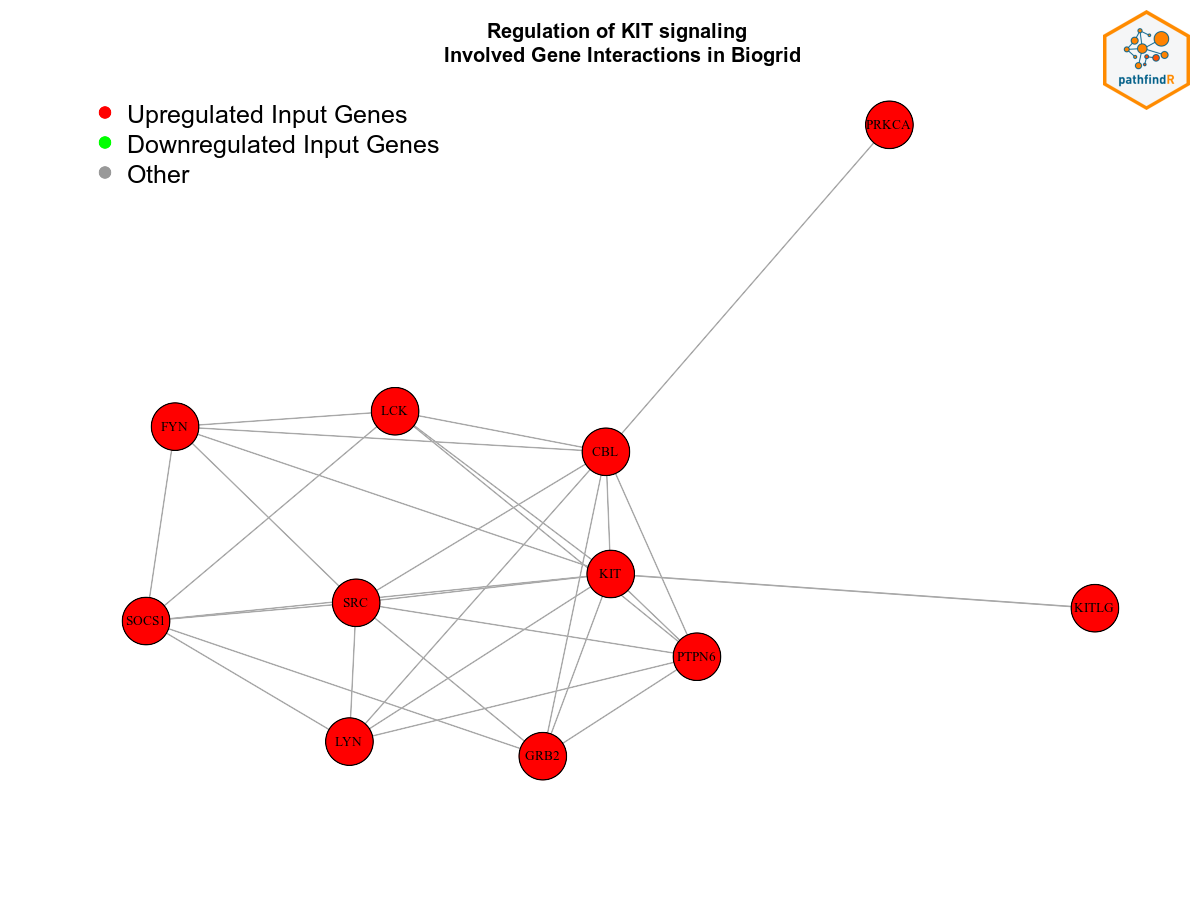 Regulation of KIT signaling
Involved Gene Interactions in Biogrid
pathfindR
Upregulated Input Genes
Downregulated Input Genes
Other
PRKCA
LCK
FYN
CBL
KIT
SRC
KITLG
SOCS1
PTPN6
LYN
GRB2